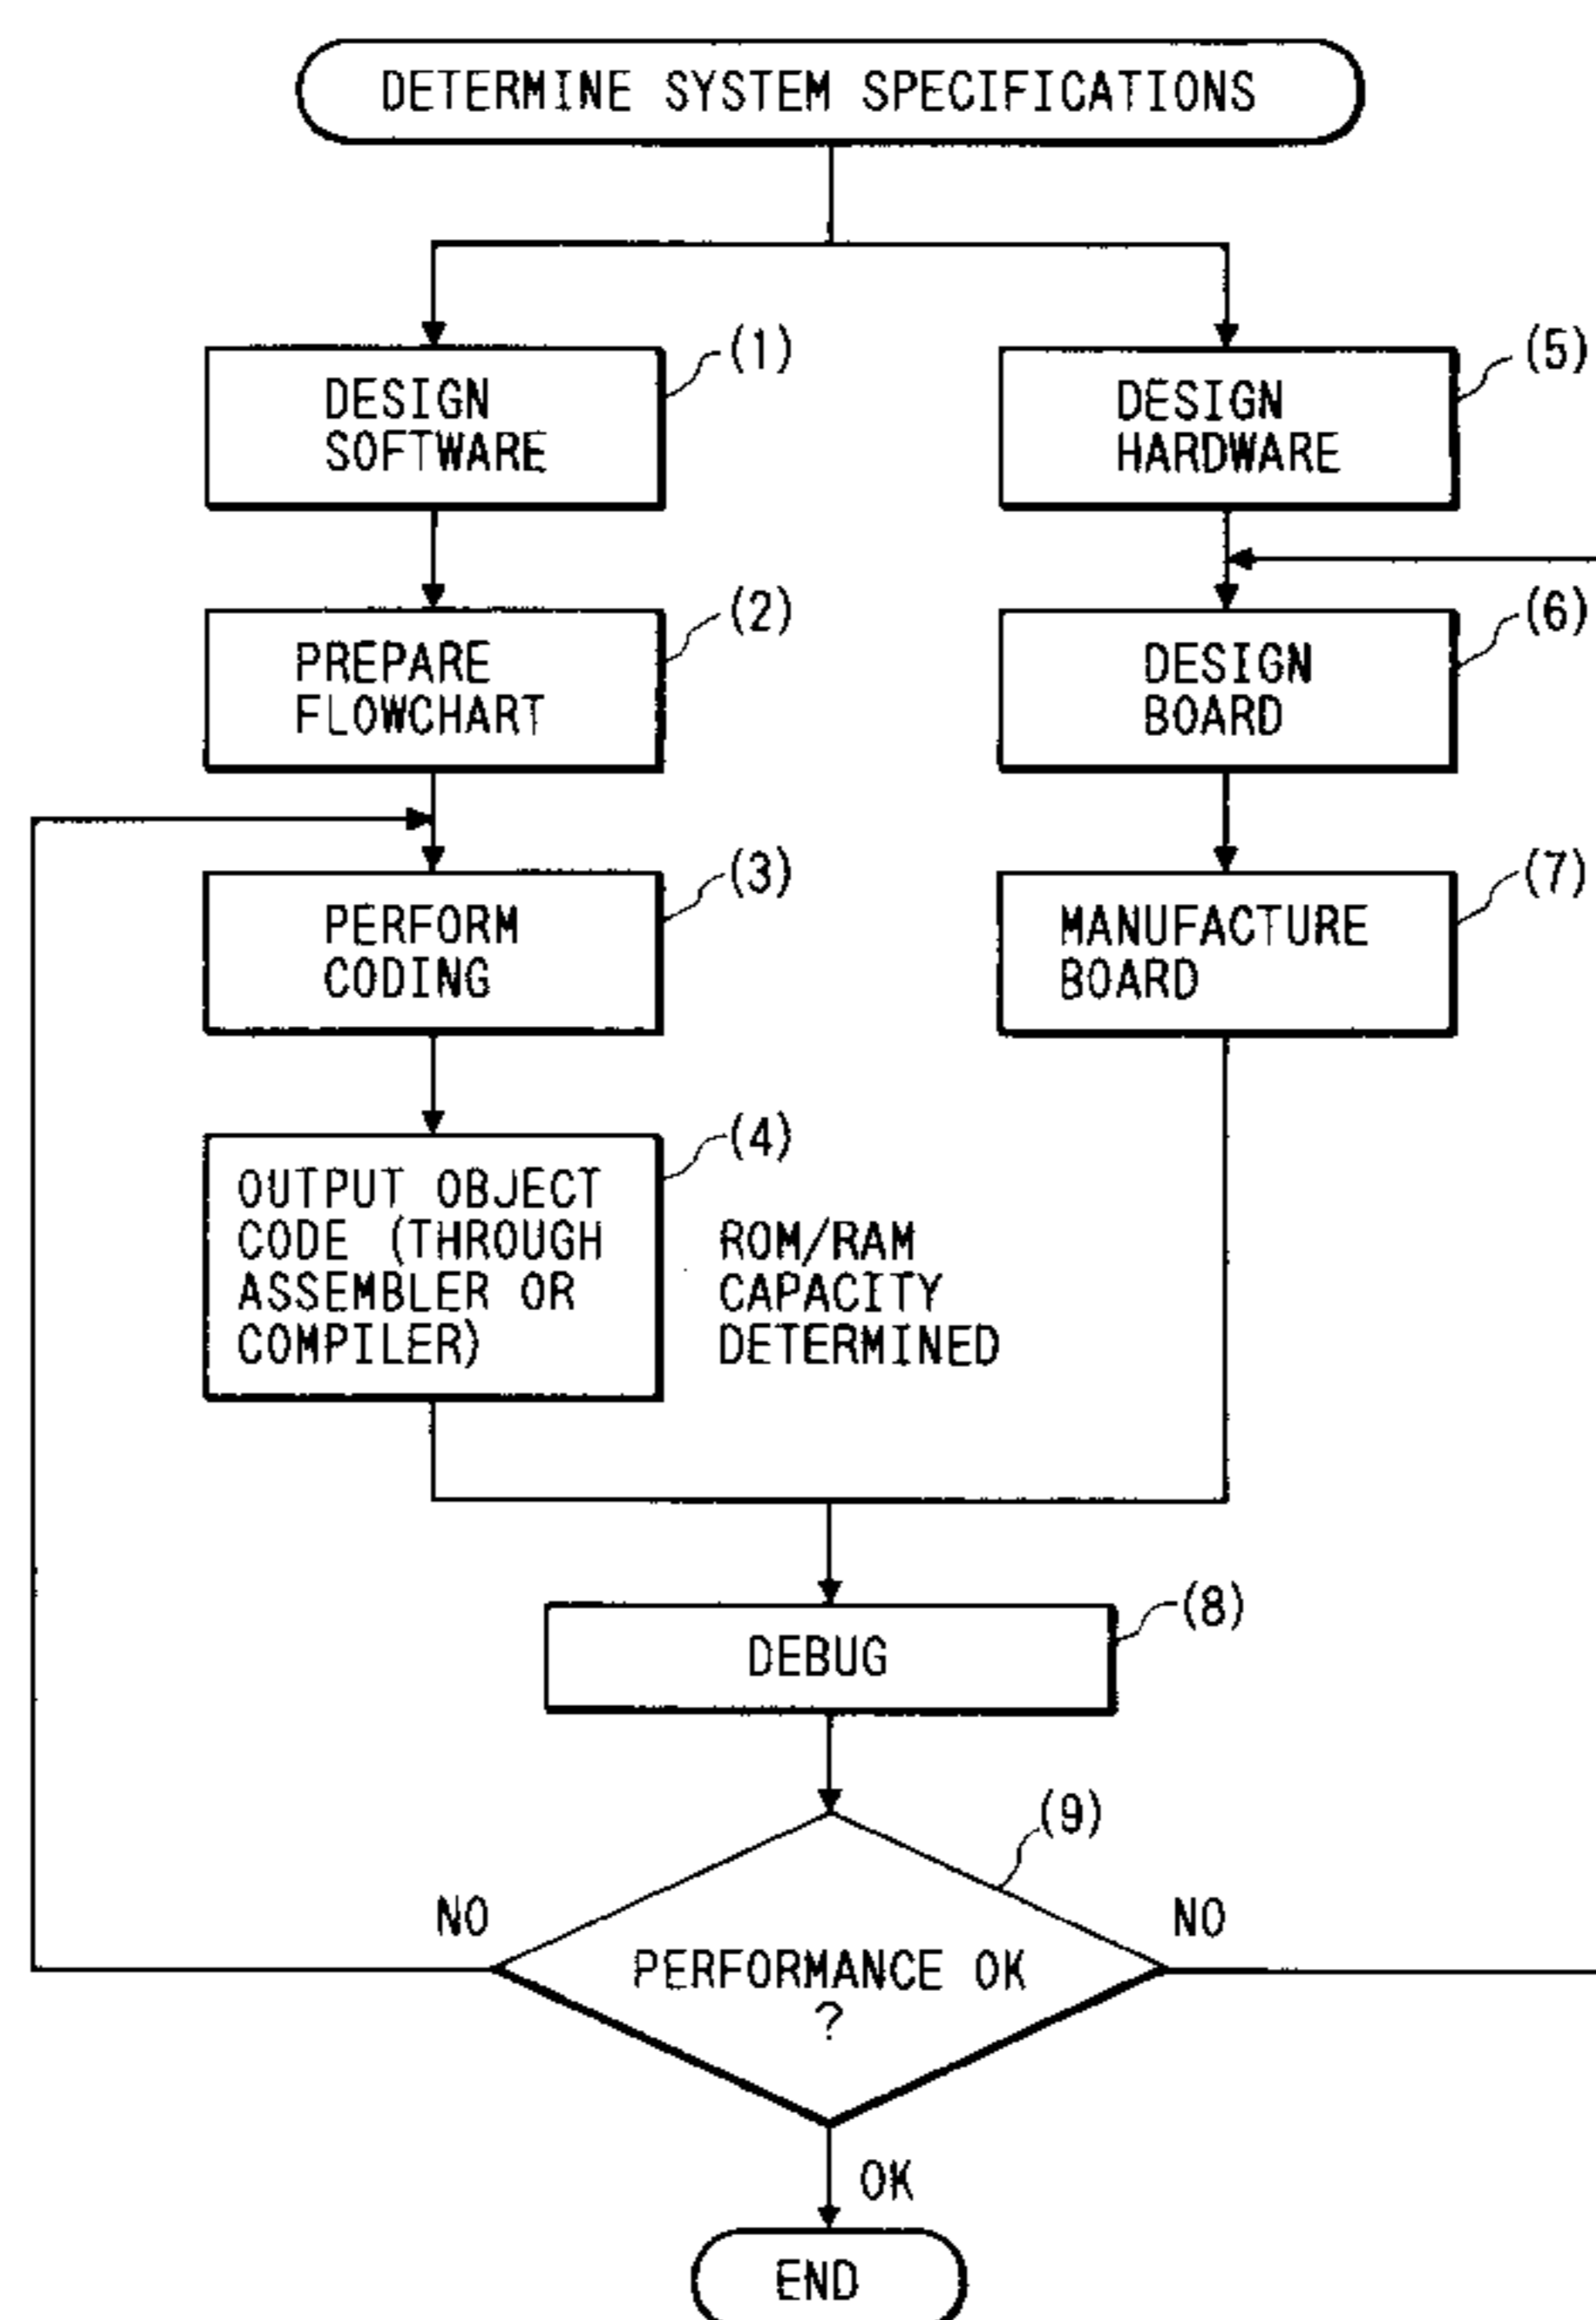 DETERMINE SYSTEM SPECIFICATIONS
(1)
DESIGN
SOFTWARE
(2)
PREPARE
FLOWCHART
(3)
PERFORM
CODING
(4)
OUTPUT OBJECT
CODE (THROUGH
ASSEMBLER OR
COMPILER)
ROM/RAM
CAPACITY
DETERMINED
(5)
DESIGN
HARDWARE
(6)
DESIGN
BOARD
(7)
MANUFACTURE
BOARD
(8)
DEBUG
(9)
NO
NO
PERFORMANCE OK
?
OK
END